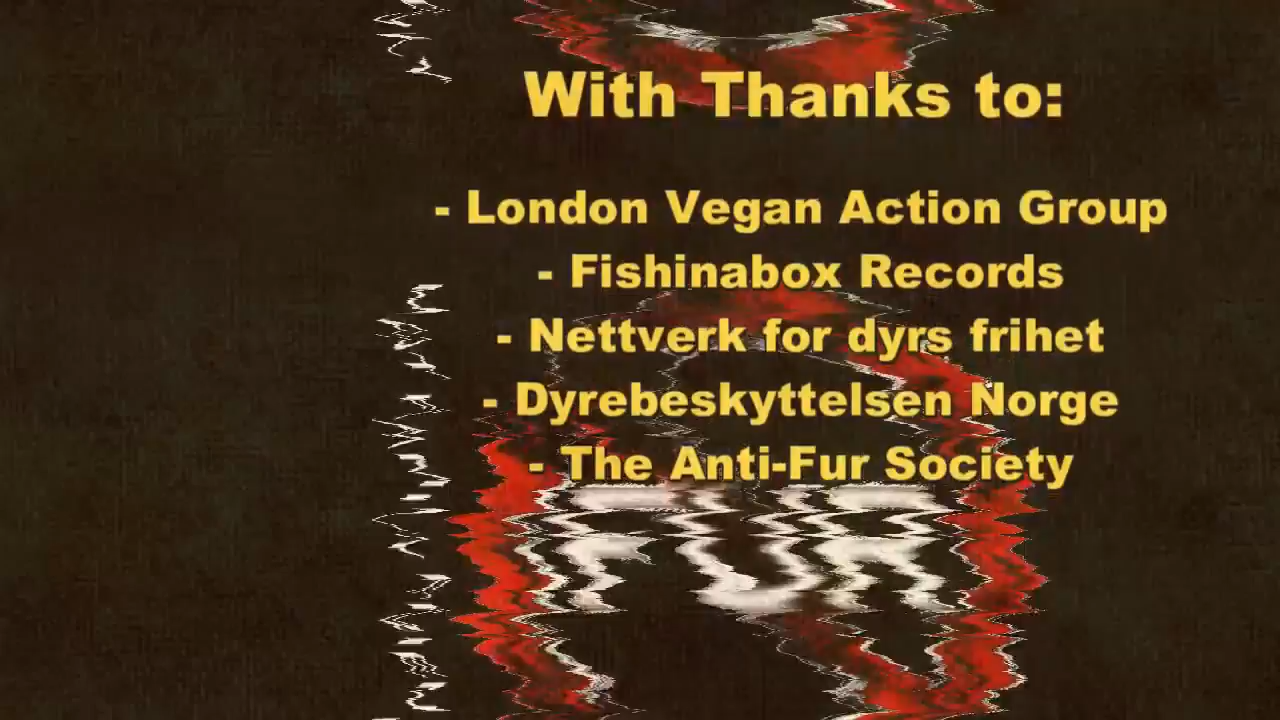 With Thanks to:
- London Vegan Action Group
- Fishinabox Records
- Nettverk for dyrs frihet
- Dyrebeskyttelsen Norge
- The Anti-Fur Society
FUR